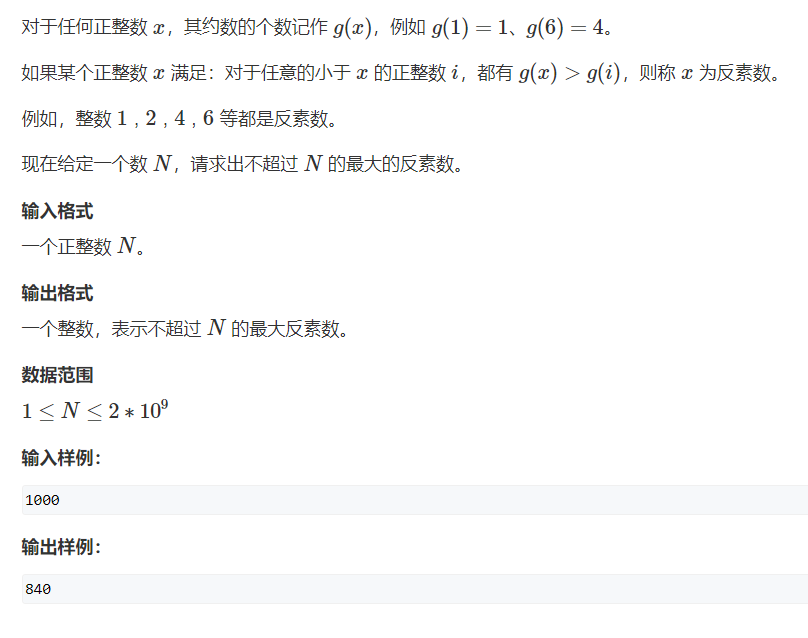 对于任何正整数 x，其约数的个数记作 g(x)，例如 g(1) = 1、g(6) = 4。
如果某个正整数 x 满足：对于任意的小于 x 的正整数 i，都有 g(x) > g(i)，则称 x 为反素数。
例如，整数 1，2，4，6 等都是反素数。
现在给定一个数 N，请求出不超过 N 的最大的反素数。
输入格式
一个正整数 N。
输出格式
一个整数，表示不超过 N 的最大反素数。
数据范围
1 ≤ N ≤ 2 * 10⁹
输入样例：
1000
输出样例：
840